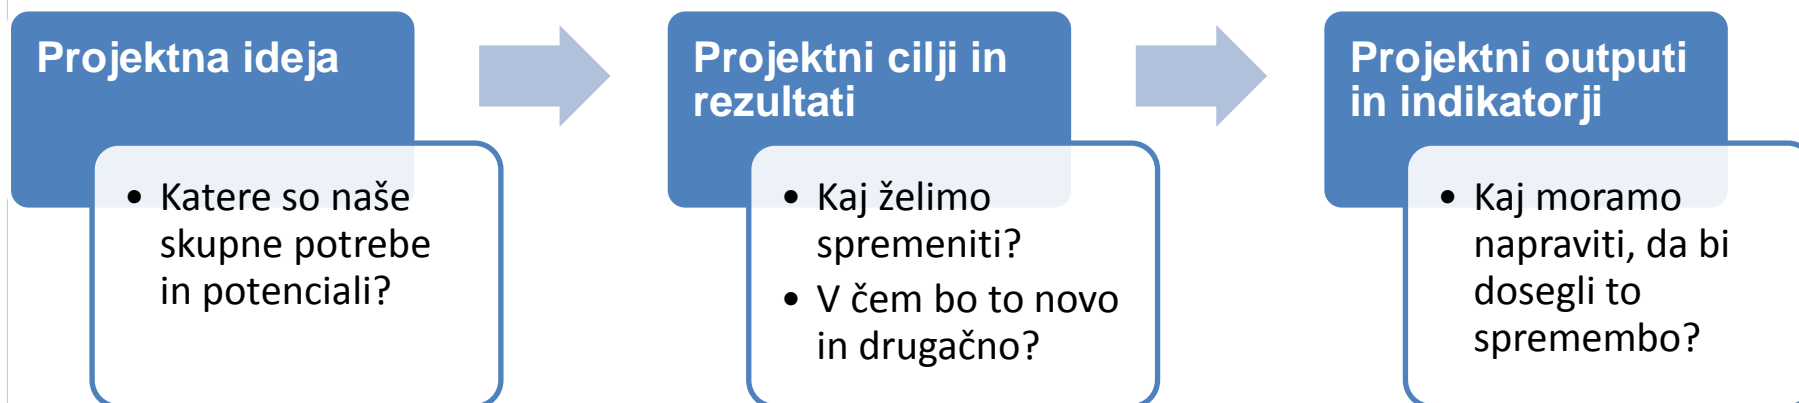 Projektna ideja
• Katere so naše
skupne potrebe
in potenciali?
Projektni cilji in
rezultati
• Kaj želimo
spremeniti?
• V čem bo to novo
in drugačno?
Projektni outputi
in indikatorji
• Kaj moramo
napraviti, da bi
dosegli to
spremembo?